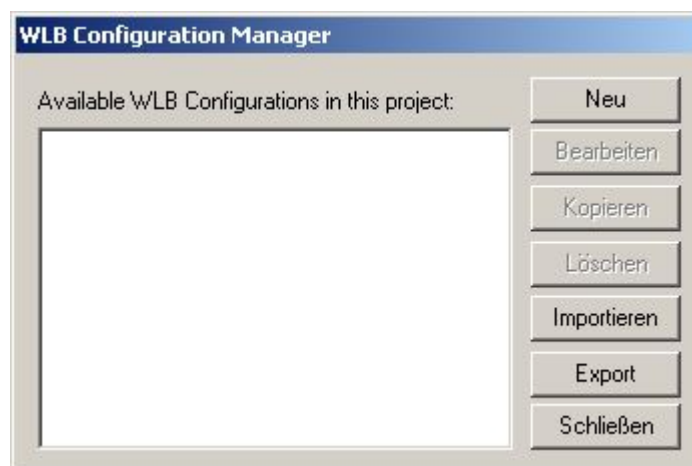 WLB Configuration Manager
Available WLB Configurations in this project:
Neu
Bearbeiten
Kopieren
Löschen
Importieren
Export
Schließen